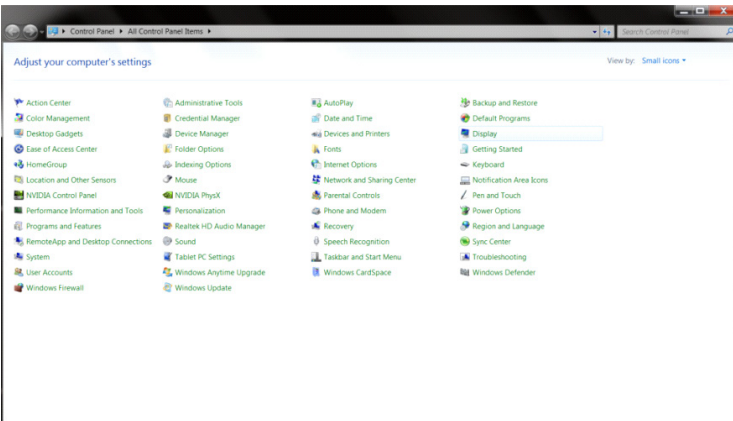 Control Panel All Control Panel Items Search Control Panel
Adjust your computer's settings View by: Small icons
Action Center Administrative Tools AutoPlay Backup and Restore
Color Management Credential Manager Date and Time Default Programs
Desktop Gadgets Device Manager Devices and Printers Display
Ease of Access Center Folder Options Fonts Getting Started
HomeGroup Indexing Options Internet Options Keyboard
Location and Other Sensors Mouse Network and Sharing Center Notification Area Icons
NVIDIA Control Panel NVIDIA PhysX Parental Controls Pen and Touch
Performance Information and Tools Personalization Phone and Modem Power Options
Programs and Features Realtek HD Audio Manager Recovery Region and Language
RemoteApp and Desktop Connections Sound Speech Recognition Sync Center
System Tablet PC Settings Taskbar and Start Menu Troubleshooting
User Accounts Windows Anytime Upgrade Windows CardSpace Windows Defender
Windows Firewall Windows Update